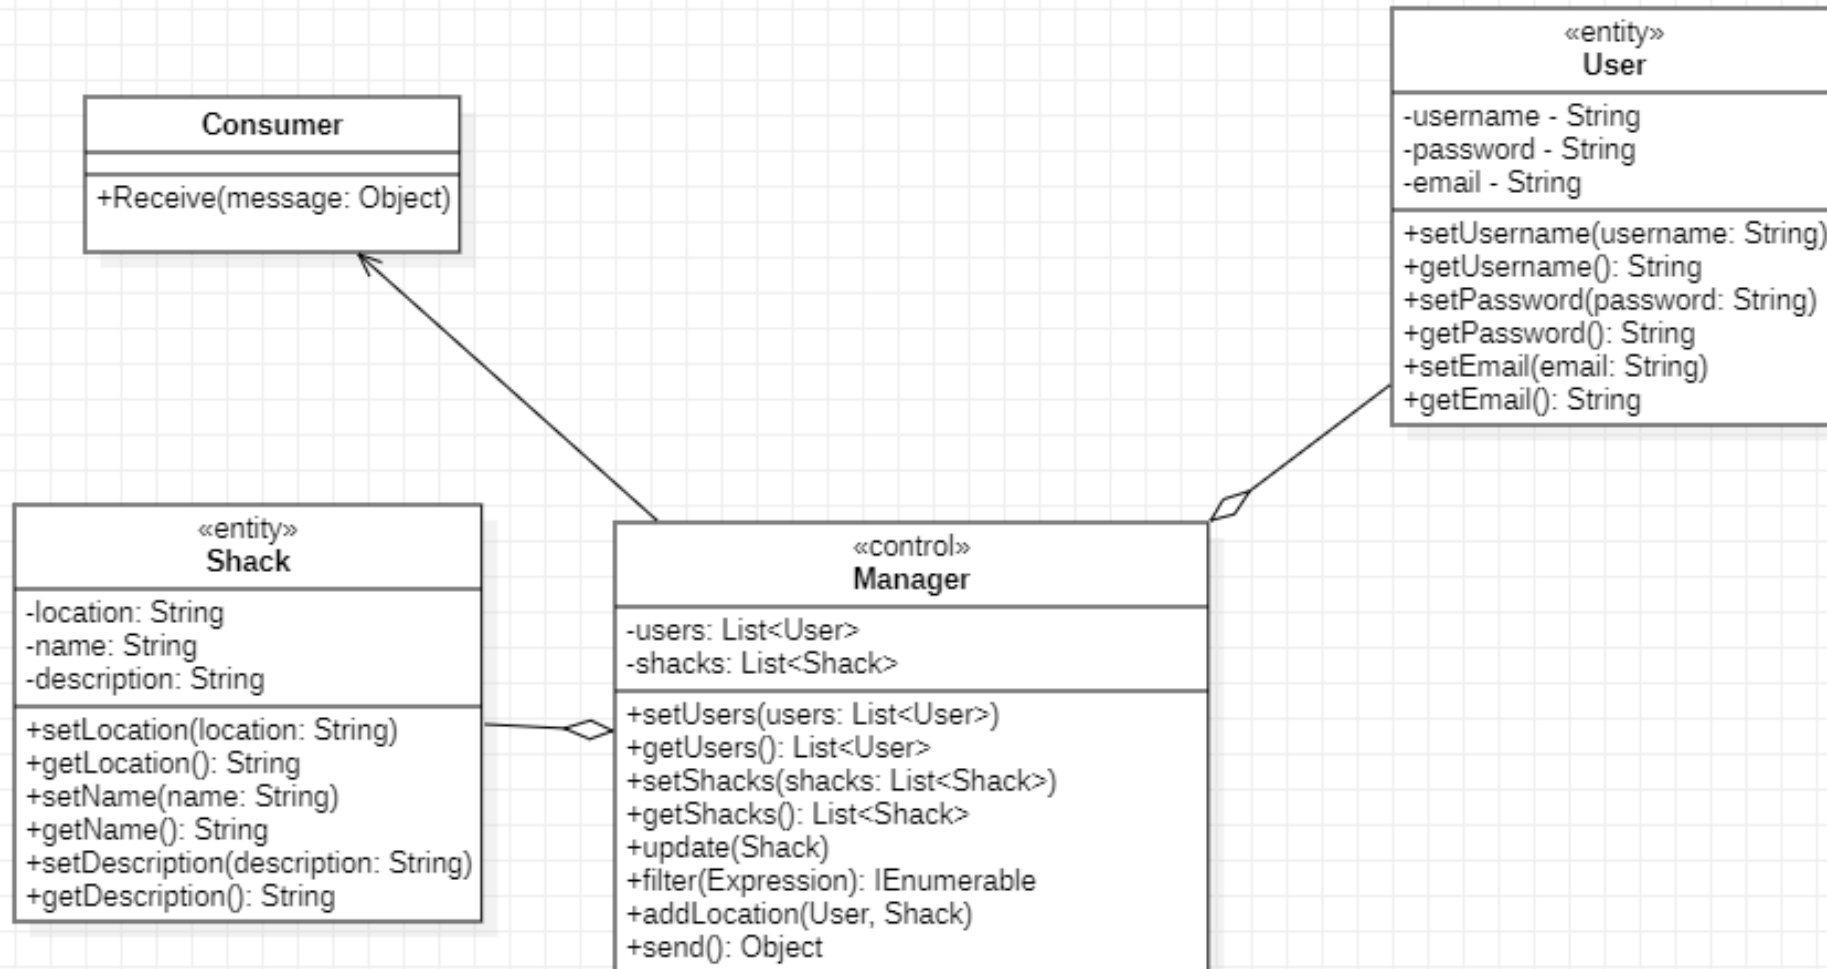 Consumer
+Receive(message: Object)
«entity»
User
-username - String
-password - String
-email - String
+setUsername(username: String)
+getUsername(): String
+setPassword(password: String)
+getPassword(): String
+setEmail(email: String)
+getEmail(): String
«entity»
Shack
-location: String
-name: String
-description: String
+setLocation(location: String)
+getLocation(): String
+setName(name: String)
+getName(): String
+setDescription(description: String)
+getDescription(): String
«control»
Manager
-users: List<User>
-shacks: List<Shack>
+setUsers(users: List<User>)
+getUsers(): List<User>
+setShacks(shacks: List<Shack>)
+getShacks(): List<Shack>
+update(Shack)
+filter(Expression): IEnumerable
+addLocation(User, Shack)
+send(): Object